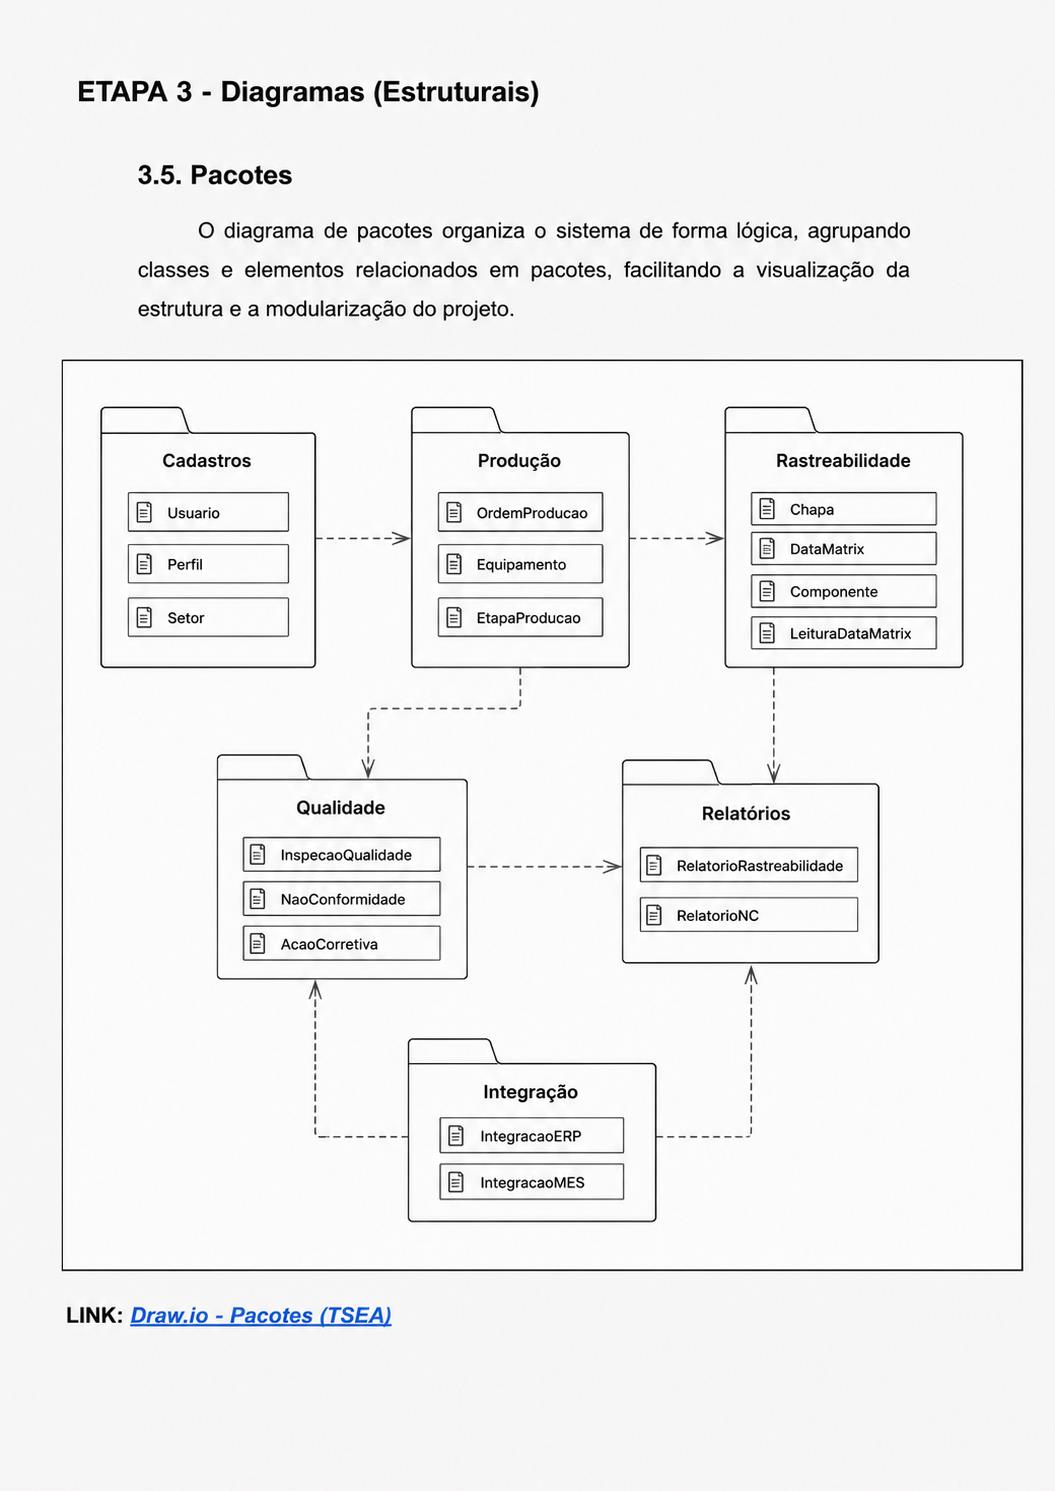 ETAPA 3 - Diagramas (Estruturais)
3.5. Pacotes
O diagrama de pacotes organiza o sistema de forma lógica, agrupando
classes e elementos relacionados em pacotes, facilitando a visualização da
estrutura e a modularização do projeto.
Cadastros
Usuario
Perfil
Setor
Produção
OrdemProducao
Equipamento
EtapaProducao
Rastreabilidade
Chapa
DataMatrix
Componente
LeituraDataMatrix
Qualidade
InspecaoQualidade
NaoConformidade
AcaoCorretiva
Relatórios
RelatorioRastreabilidade
RelatorioNC
Integração
IntegracaoERP
IntegracaoMES
LINK: Draw.io - Pacotes (TSEA)